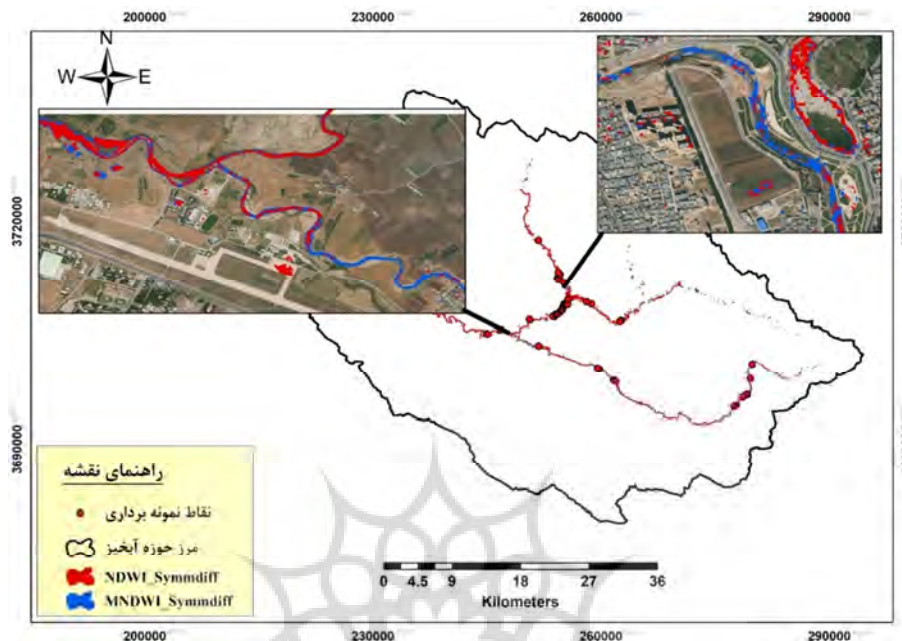 200000 230000 260000 290000
N
W E
S
3720000
3690000
راهنمای نقشه
نقاط نمونه برداری
مرز حوزه آبخیز
NDWI_Symmdiff
MNDWI_Symmdiff
0 4.5 9 18 27 36
Kilometers
200000 230000 260000 290000